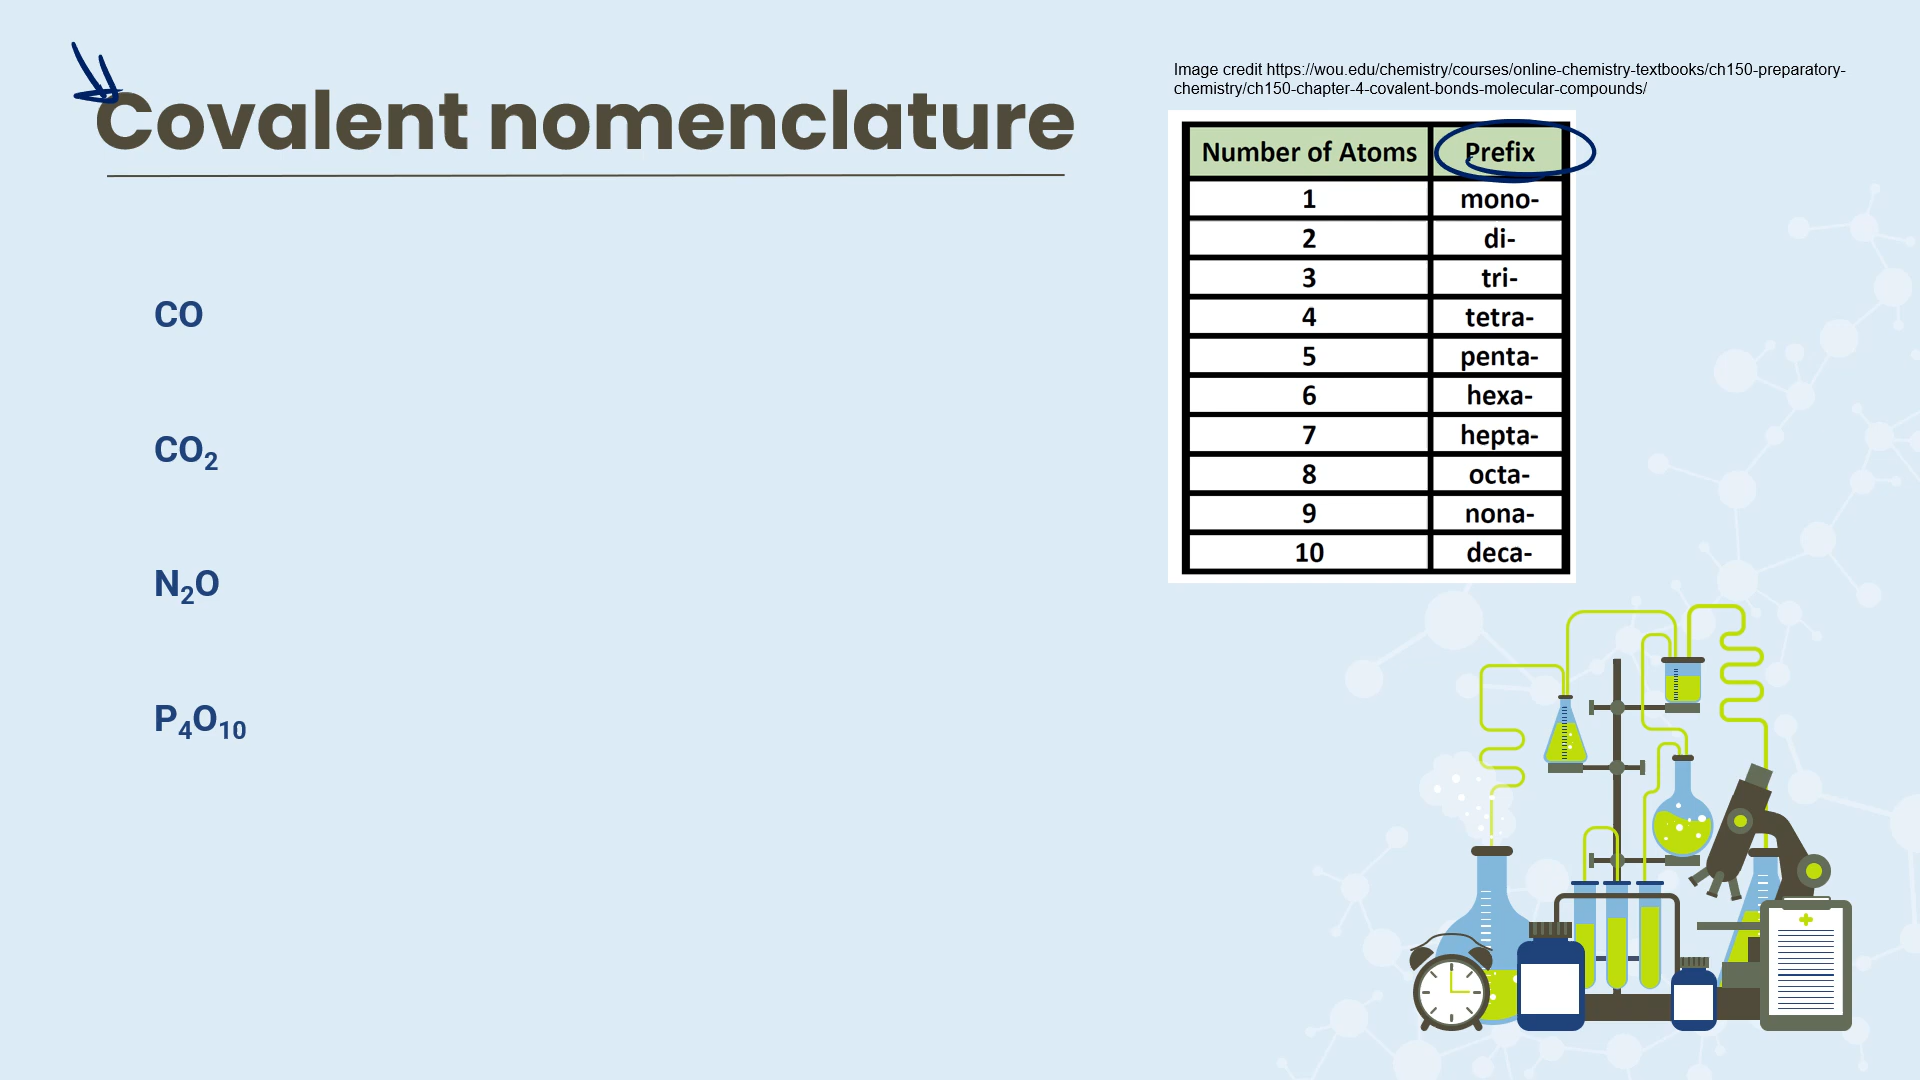 Covalent nomenclature
Image credit https://wou.edu/chemistry/courses/online-chemistry-textbooks/ch150-preparatory-
chemistry/ch150-chapter-4-covalent-bonds-molecular-compounds/
Number of Atoms Prefix
1 mono-
2 di-
3 tri-
4 tetra-
5 penta-
6 hexa-
7 hepta-
8 octa-
9 nona-
10 deca-
CO
CO₂
N₂O
P₄O₁₀